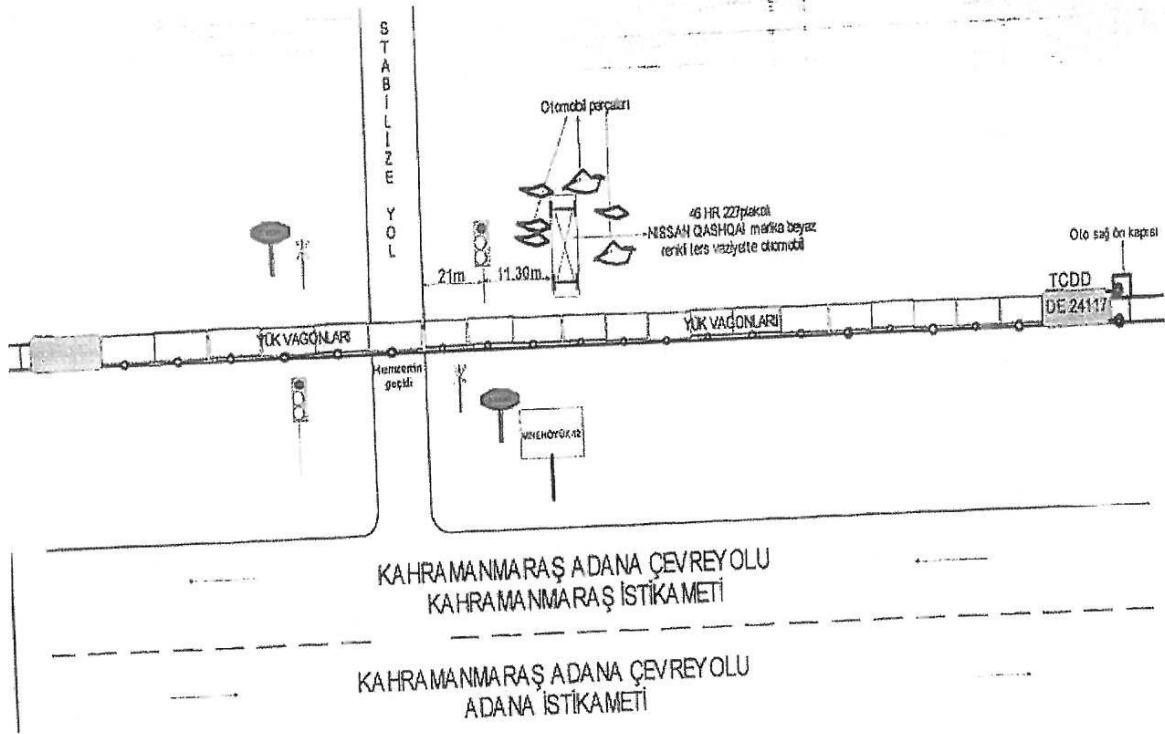 STABİLİZE YOL
Otomobil parçaları
46 HR 227plakalı
NISSAN QASHQAI marka beyaz
renkli ters vaziyette otomobil
Oto sağ ön kapısı
21m
11.30m.
TCDD
DE 24117
YÜK VAGONLARI
YÜK VAGONLARI
Hemzemin
geçidi
KAHRAMANMARAŞ ADANA ÇEVREYOLU
KAHRAMANMARAŞ İSTİKAMETİ
KAHRAMANMARAŞ ADANA ÇEVREYOLU
ADANA İSTİKAMETİ